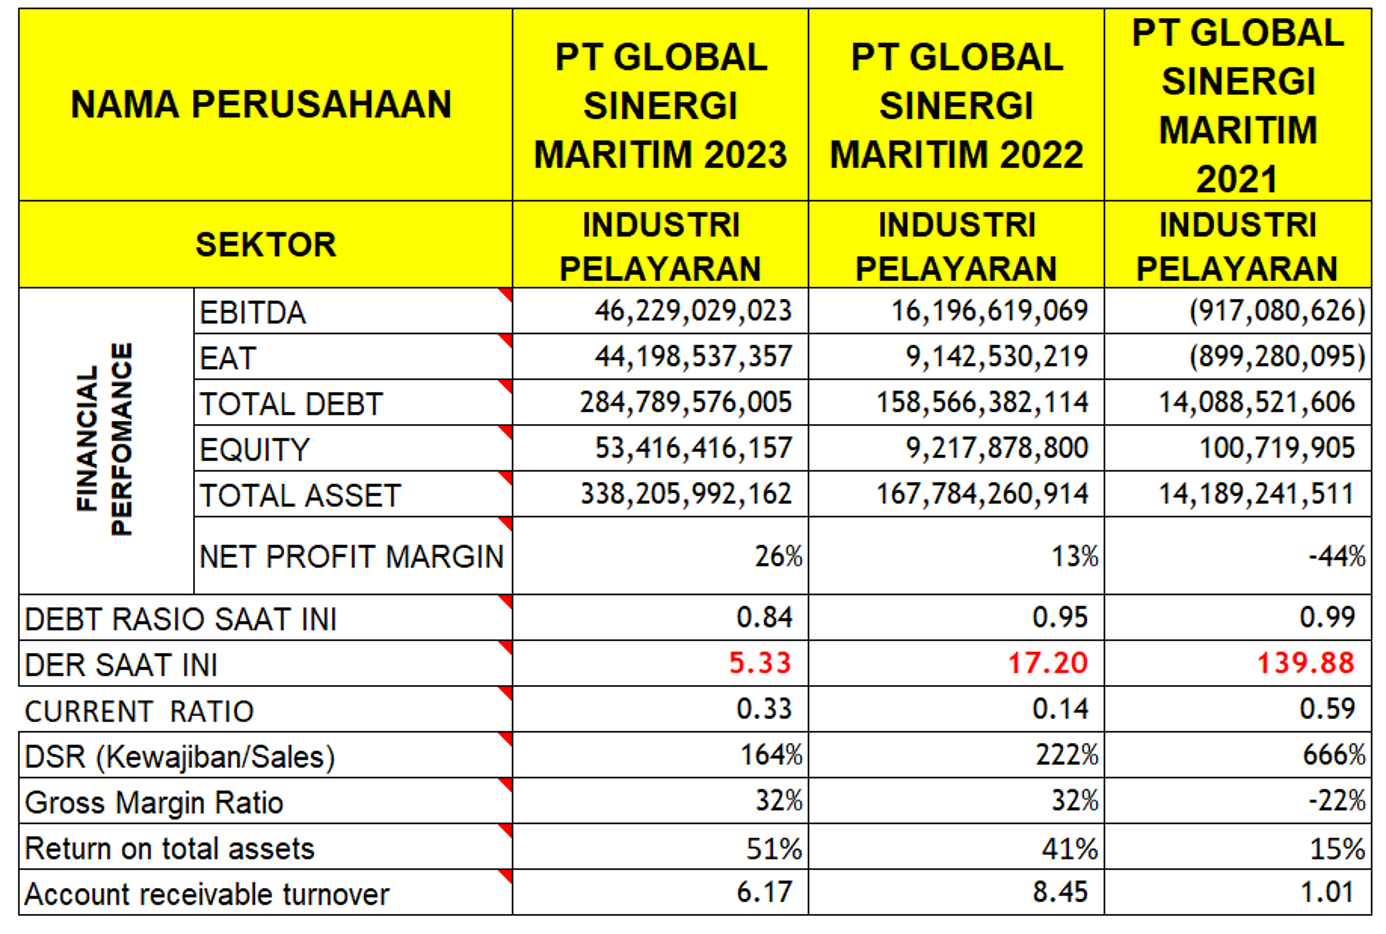 NAMA PERUSAHAAN
PT GLOBAL
SINERGI
MARITIM 2023
PT GLOBAL
SINERGI
MARITIM 2022
PT GLOBAL
SINERGI
MARITIM
2021
SEKTOR
INDUSTRI
PELAYARAN
INDUSTRI
PELAYARAN
INDUSTRI
PELAYARAN
FINANCIAL
PERFOMANCE
EBITDA 46,229,029,023 16,196,619,069 (917,080,626)
EAT 44,198,537,357 9,142,530,219 (899,280,095)
TOTAL DEBT 284,789,576,005 158,566,382,114 14,088,521,606
EQUITY 53,416,416,157 9,217,878,800 100,719,905
TOTAL ASSET 338,205,992,162 167,784,260,914 14,189,241,511
NET PROFIT MARGIN 26% 13% -44%
DEBT RASIO SAAT INI 0.84 0.95 0.99
DER SAAT INI 5.33 17.20 139.88
CURRENT RATIO 0.33 0.14 0.59
DSR (Kewajiban/Sales) 164% 222% 666%
Gross Margin Ratio 32% 32% -22%
Return on total assets 51% 41% 15%
Account receivable turnover 6.17 8.45 1.01